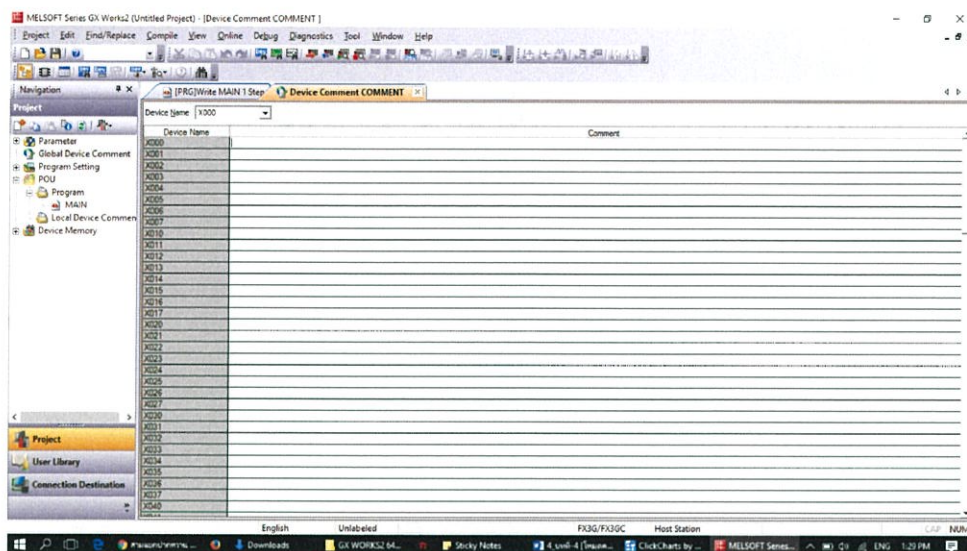 MELSOFT Series GX Works2 (Untitled Project) - [Device Comment COMMENT ]
Project Edit Find/Replace Compile View Online Debug Diagnostics Tool Window Help
Navigation
[PRG]Write MAIN 1 Step
Device Comment COMMENT
Project
Device Name X000
Device Name Comment
Parameter
Global Device Comment
Program Setting
POU
Program
MAIN
Local Device Commen
Device Memory
X000
X001
X002
X003
X004
X005
X006
X007
X010
X011
X012
X013
X014
X015
X016
X017
X020
X021
X022
X023
X024
X025
X026
X027
X030
X031
X032
X033
X034
X035
X036
X037
X040
Project
User Library
Connection Destination
English Unlabeled FX3G/FX3GC Host Station CAP NUM
Downloads GX WORKS2 64... Sticky Notes ClickCharts by ... MELSOFT Series... ENG 1:29 PM